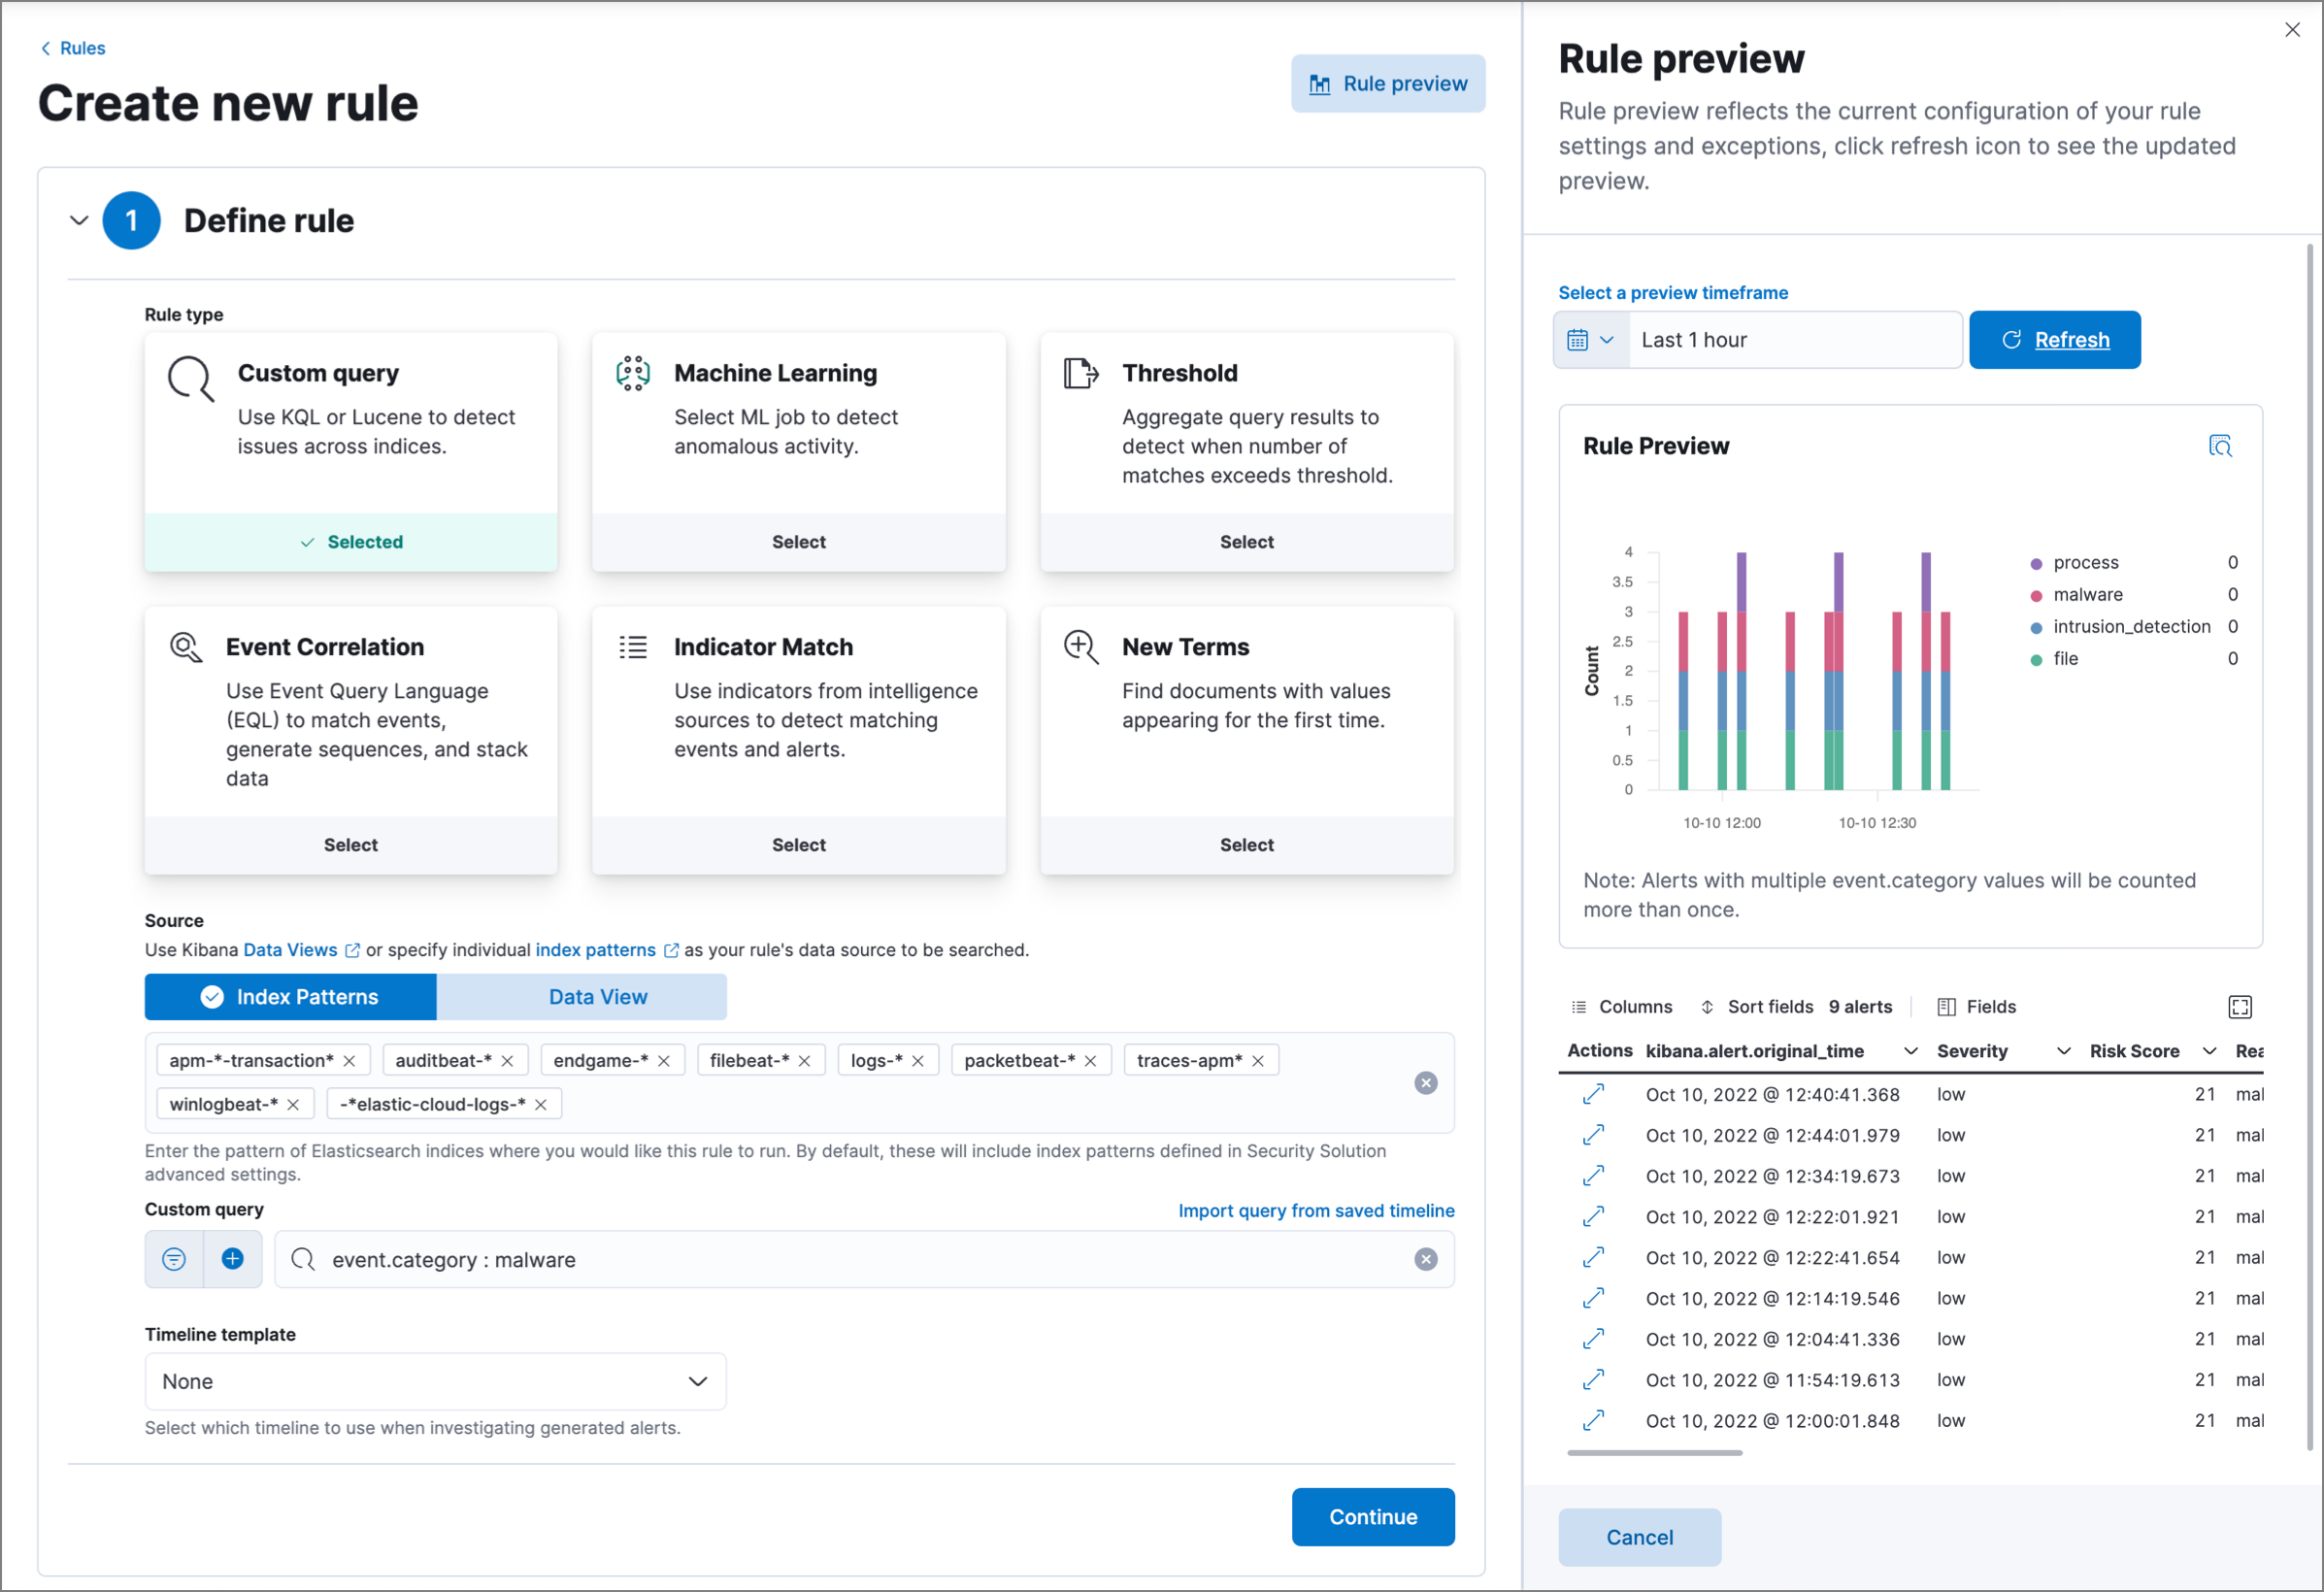 Rules
Create new rule
Rule preview
1
Define rule
Rule type
Custom query
Use KQL or Lucene to detect
issues across indices.
Selected
Machine Learning
Select ML job to detect
anomalous activity.
Select
Threshold
Aggregate query results to
detect when number of
matches exceeds threshold.
Select
Event Correlation
Use Event Query Language
(EQL) to match events,
generate sequences, and stack
data
Select
Indicator Match
Use indicators from intelligence
sources to detect matching
events and alerts.
Select
New Terms
Find documents with values
appearing for the first time.
Select
Source
Use Kibana Data Views or specify individual index patterns as your rule's data source to be searched.
Index Patterns
Data View
apm-*-transaction* auditbeat-* endgame-* filebeat-* logs-* packetbeat-* traces-apm*
winlogbeat-* -*elastic-cloud-logs-*
Enter the pattern of Elasticsearch indices where you would like this rule to run. By default, these will include index patterns defined in Security Solution
advanced settings.
Custom query
Import query from saved timeline
event.category : malware
Timeline template
None
Select which timeline to use when investigating generated alerts.
Continue
Rule preview
Rule preview reflects the current configuration of your rule
settings and exceptions, click refresh icon to see the updated
preview.
Select a preview timeframe
Last 1 hour
Refresh
Rule Preview
Count
4
3.5
3
2.5
2
1.5
1
0.5
0
10-10 12:00
10-10 12:30
process 0
malware 0
intrusion_detection 0
file 0
Note: Alerts with multiple event.category values will be counted
more than once.
Columns Sort fields 9 alerts Fields
Actions kibana.alert.original_time Severity Risk Score Rea
Oct 10, 2022 @ 12:40:41.368 low 21 mal
Oct 10, 2022 @ 12:44:01.979 low 21 mal
Oct 10, 2022 @ 12:34:19.673 low 21 mal
Oct 10, 2022 @ 12:22:01.921 low 21 mal
Oct 10, 2022 @ 12:22:41.654 low 21 mal
Oct 10, 2022 @ 12:14:19.546 low 21 mal
Oct 10, 2022 @ 12:04:41.336 low 21 mal
Oct 10, 2022 @ 11:54:19.613 low 21 mal
Oct 10, 2022 @ 12:00:01.848 low 21 mal
Cancel